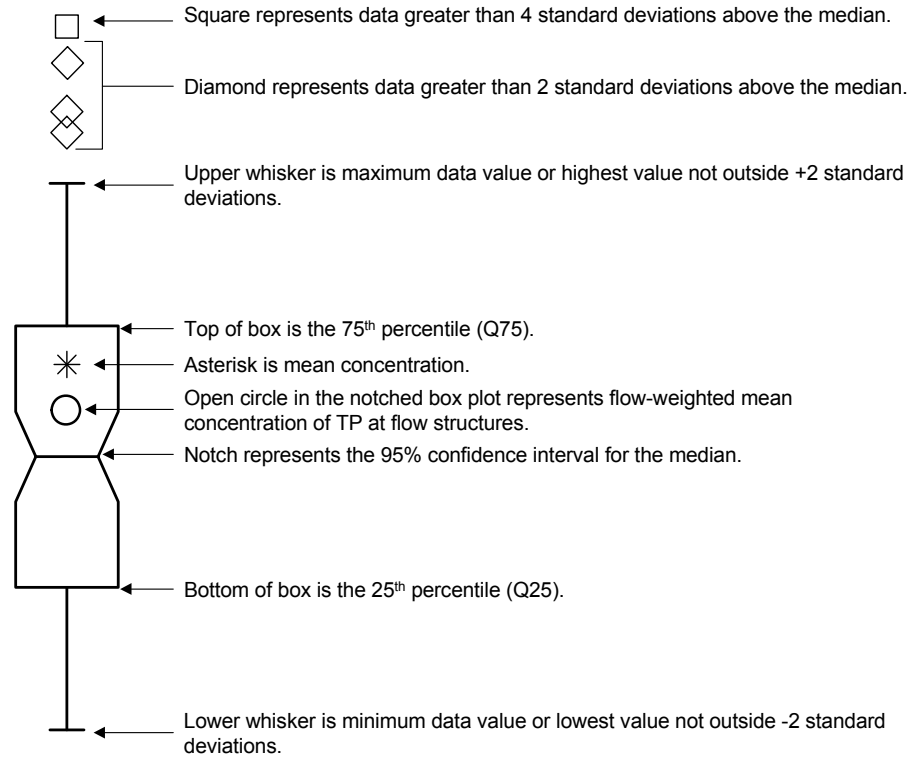 Square represents data greater than 4 standard deviations above the median.
Diamond represents data greater than 2 standard deviations above the median.
Upper whisker is maximum data value or highest value not outside +2 standard
deviations.
Top of box is the 75th percentile (Q75).
Asterisk is mean concentration.
Open circle in the notched box plot represents flow-weighted mean
concentration of TP at flow structures.
Notch represents the 95% confidence interval for the median.
Bottom of box is the 25th percentile (Q25).
Lower whisker is minimum data value or lowest value not outside -2 standard
deviations.